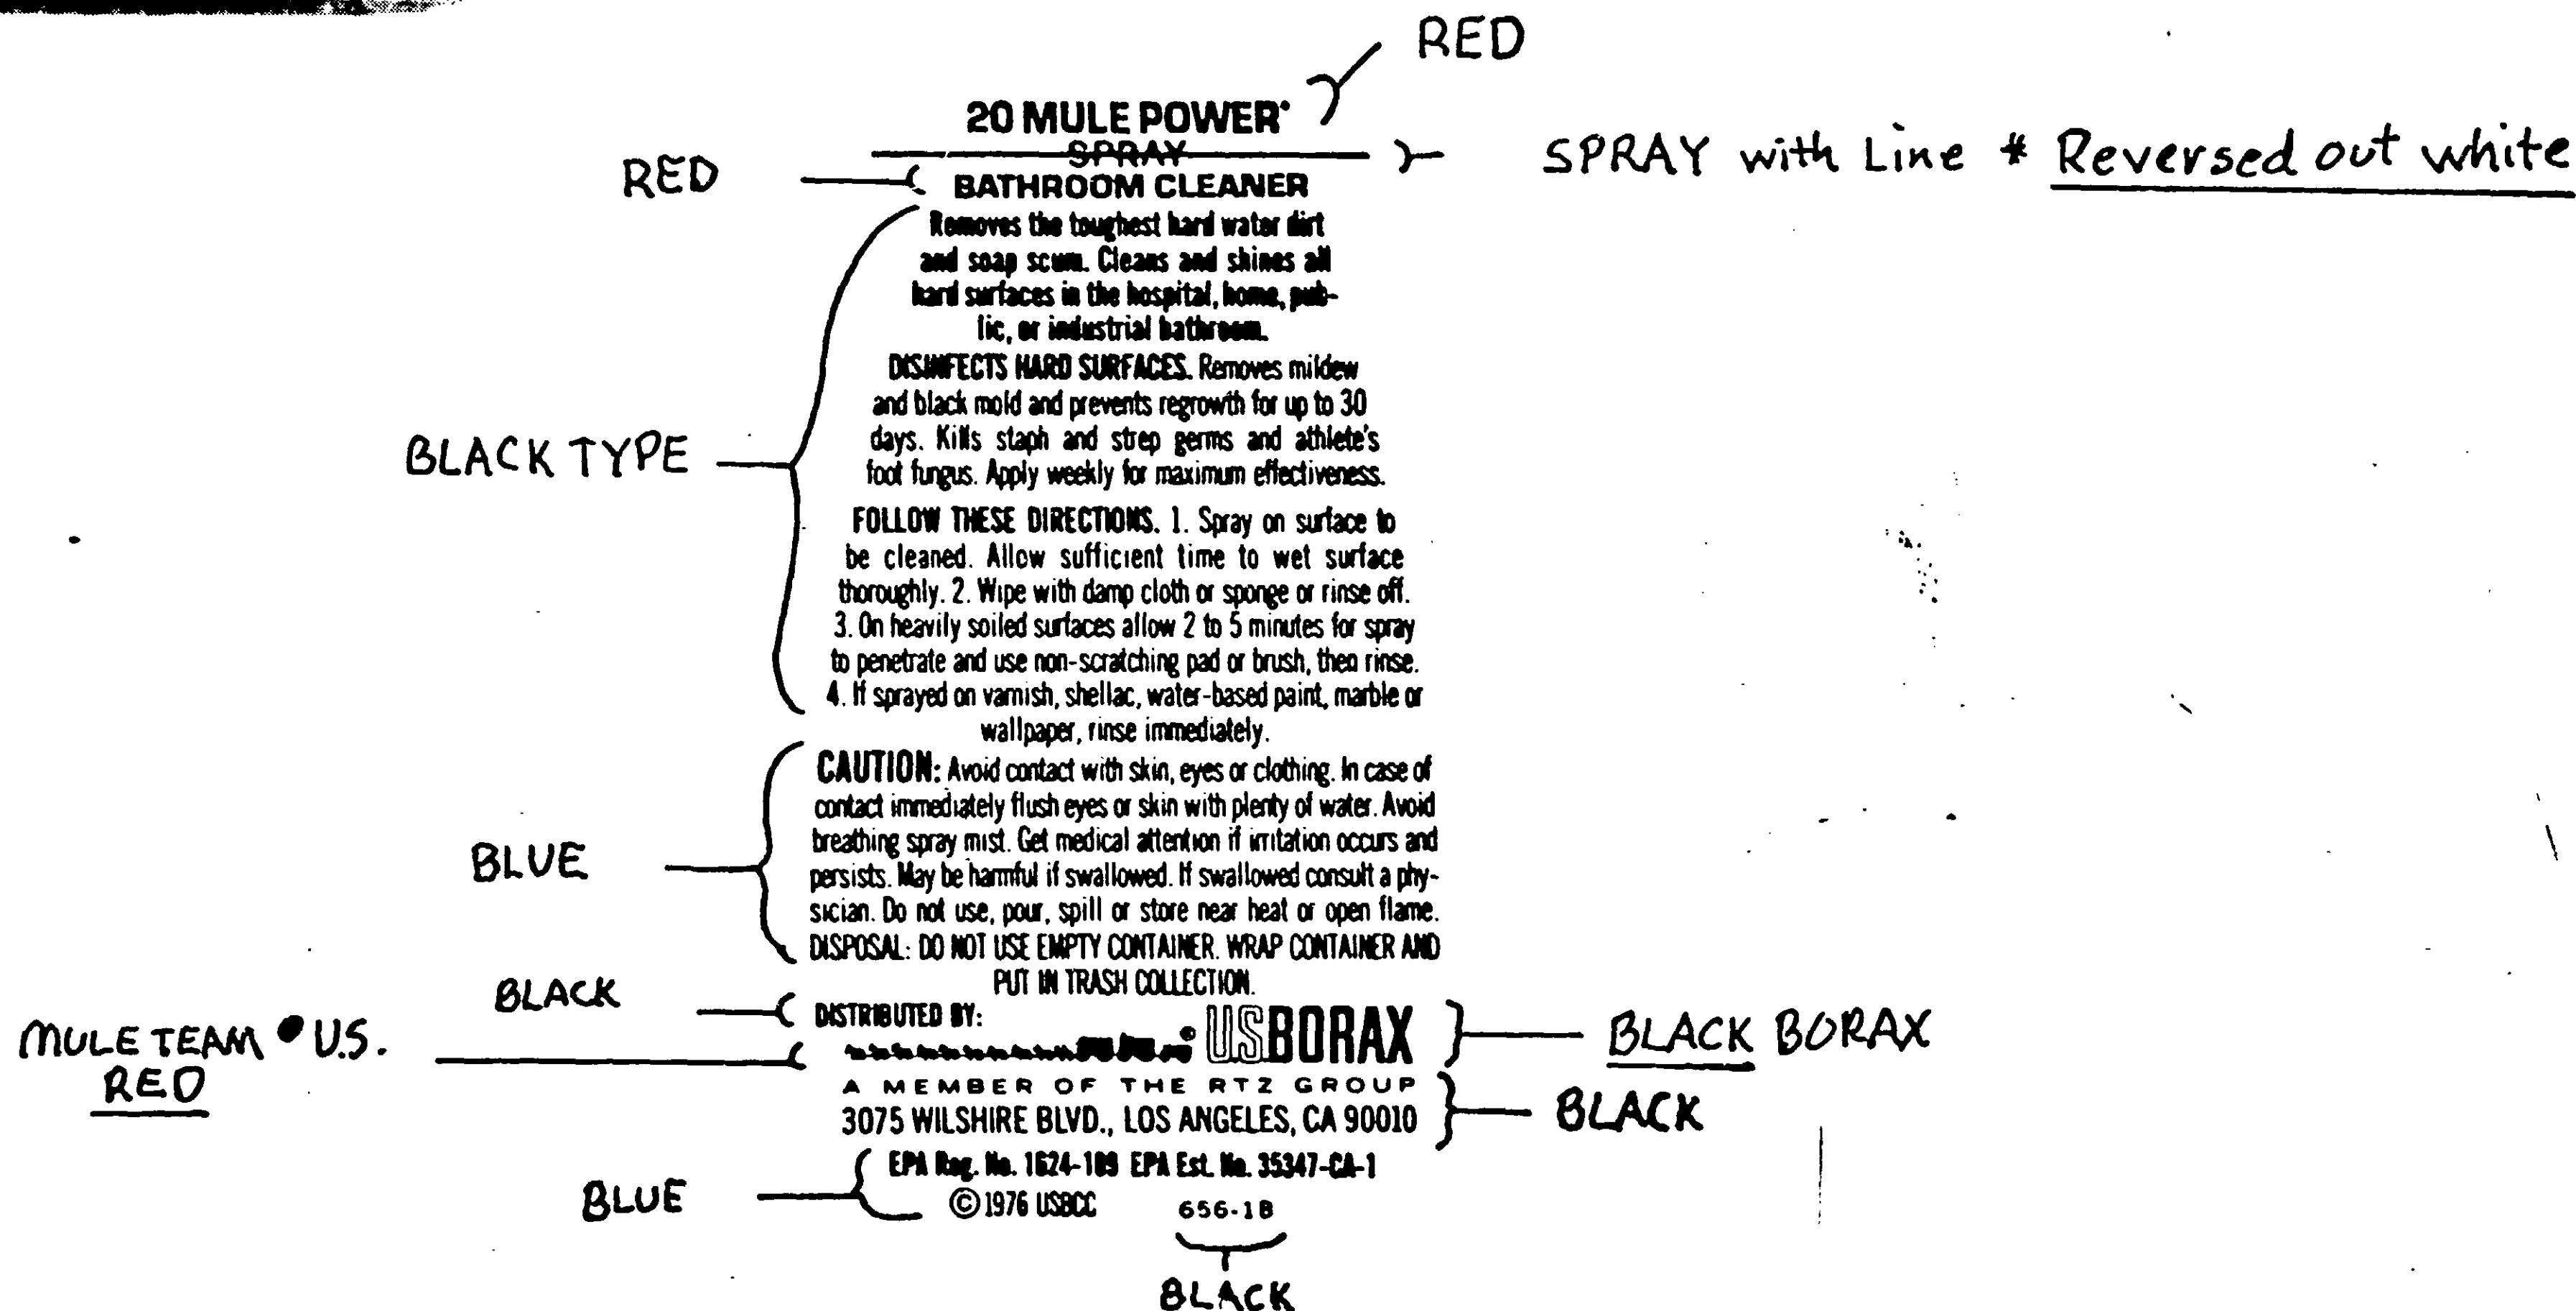 RED
20 MULE POWER
SPRAY
SPRAY with Line * Reversed out white
RED
BATHROOM CLEANER
Removes the toughest hard water dirt
and soap scum. Cleans and shines all
hard surfaces in the hospital, home, pub-
lic, or industrial bathroom.
DISINFECTS HARD SURFACES. Removes mildew
and black mold and prevents regrowth for up to 30
days. Kills staph and strep germs and athlete's
foot fungus. Apply weekly for maximum effectiveness.
BLACK TYPE
FOLLOW THESE DIRECTIONS. 1. Spray on surface to
be cleaned. Allow sufficient time to wet surface
thoroughly. 2. Wipe with damp cloth or sponge or rinse off.
3. On heavily soiled surfaces allow 2 to 5 minutes for spray
to penetrate and use non-scratching pad or brush, then rinse.
4. If sprayed on varnish, shellac, water-based paint, marble or
wallpaper, rinse immediately.
CAUTION: Avoid contact with skin, eyes or clothing. In case of
contact immediately flush eyes or skin with plenty of water. Avoid
breathing spray mist. Get medical attention if irritation occurs and
persists. May be harmful if swallowed. If swallowed consult a phy-
sician. Do not use, pour, spill or store near heat or open flame.
DISPOSAL: DO NOT USE EMPTY CONTAINER. WRAP CONTAINER AND
PUT IN TRASH COLLECTION.
BLUE
BLACK
DISTRIBUTED BY:
MULE TEAM U.S.
RED
U.S. BORAX
BLACK BORAX
A MEMBER OF THE RTZ GROUP
3075 WILSHIRE BLVD., LOS ANGELES, CA 90010
BLACK
EPA Reg. No. 1624-109 EPA Est. No. 35347-CA-1
©1976 USBCC 656-1B
BLUE
BLACK